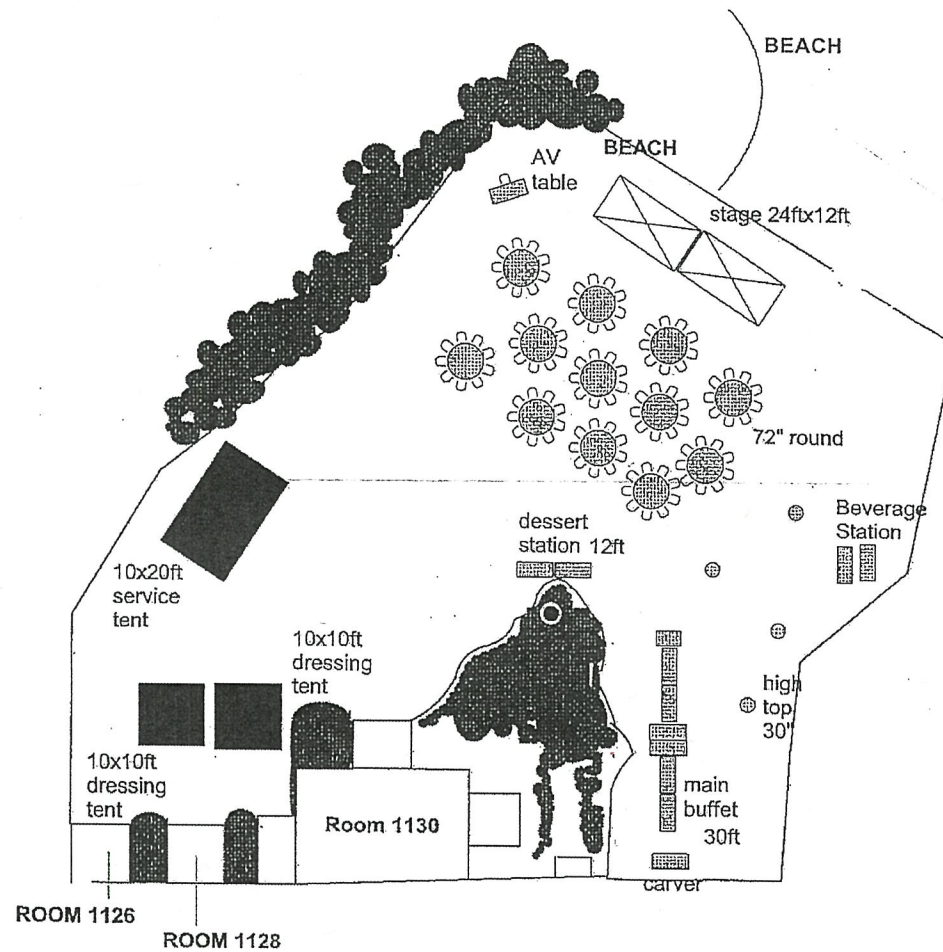 BEACH
BEACH
AV
table
stage 24ftx12ft
72" round
Beverage
Station
dessert
station 12ft
10x20ft
service
tent
10x10ft
dressing
tent
high
top
30"
10x10ft
dressing
tent
main
buffet
30ft
Room 1130
carver
ROOM 1126
ROOM 1128